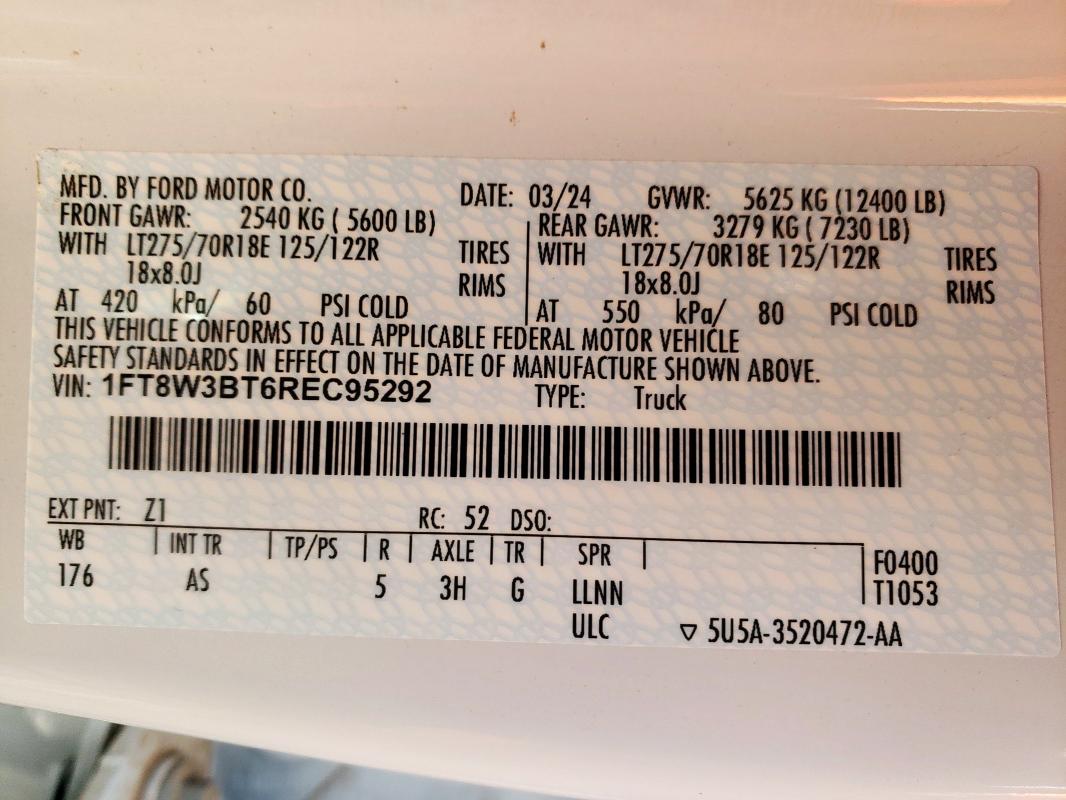 MFD. BY FORD MOTOR CO. DATE: 03/24 GVWR: 5625 KG (12400 LB)
FRONT GAWR: 2540 KG ( 5600 LB) REAR GAWR: 3279 KG ( 7230 LB)
WITH LT275/70R18E 125/122R TIRES WITH LT275/70R18E 125/122R TIRES
18x8.0J RIMS 18x8.0J RIMS
AT 420 kPa/ 60 PSI COLD AT 550 kPa/ 80 PSI COLD
THIS VEHICLE CONFORMS TO ALL APPLICABLE FEDERAL MOTOR VEHICLE
SAFETY STANDARDS IN EFFECT ON THE DATE OF MANUFACTURE SHOWN ABOVE.
VIN: 1FT8W3BT6REC95292 TYPE: Truck
EXT PNT: Z1 RC: 52 DSO:
WB INT TR TP/PS R AXLE TR SPR F0400
176 AS 5 3H G LLNN T1053
ULC ▽ 5U5A-3520472-AA